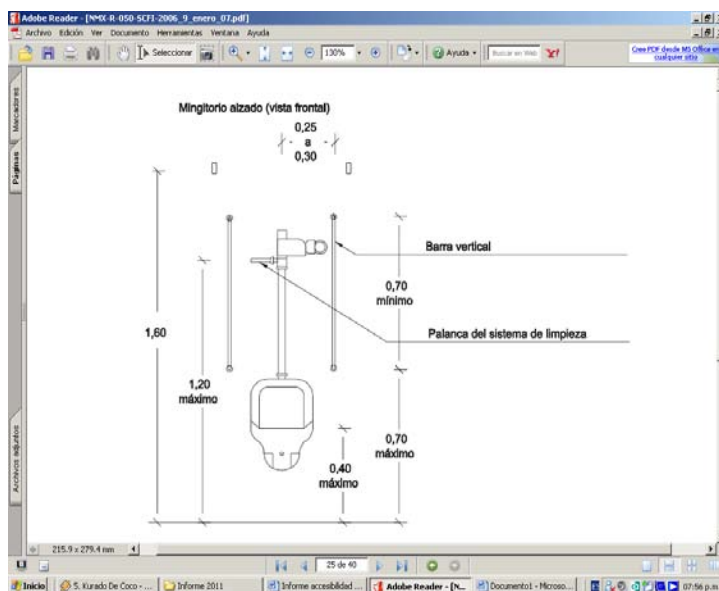 Adobe Reader - [NMX-R-050-SCFI-2006_9_enero_07.pdf]
Archivo Edición Ver Documento Herramientas Ventana Ayuda
Seleccionar
130%
Ayuda
Buscar en Web
Y!
Cree PDF desde MS Office en cualquier sitio
Marcadores
Páginas
Archivos adjuntos
Mingitorio alzado (vista frontal)
0,25
a
0,30
Barra vertical
0,70
mínimo
Palanca del sistema de limpieza
1,60
1,20
máximo
0,70
máximo
0,40
máximo
215.9 x 279.4 mm
25 de 40
Inicio
S. Kurado De Coco - ...
Informe 2011
Informe accesibilidad ...
Adobe Reader - [N...
Documento1 - Microso...
07:56 p.m.